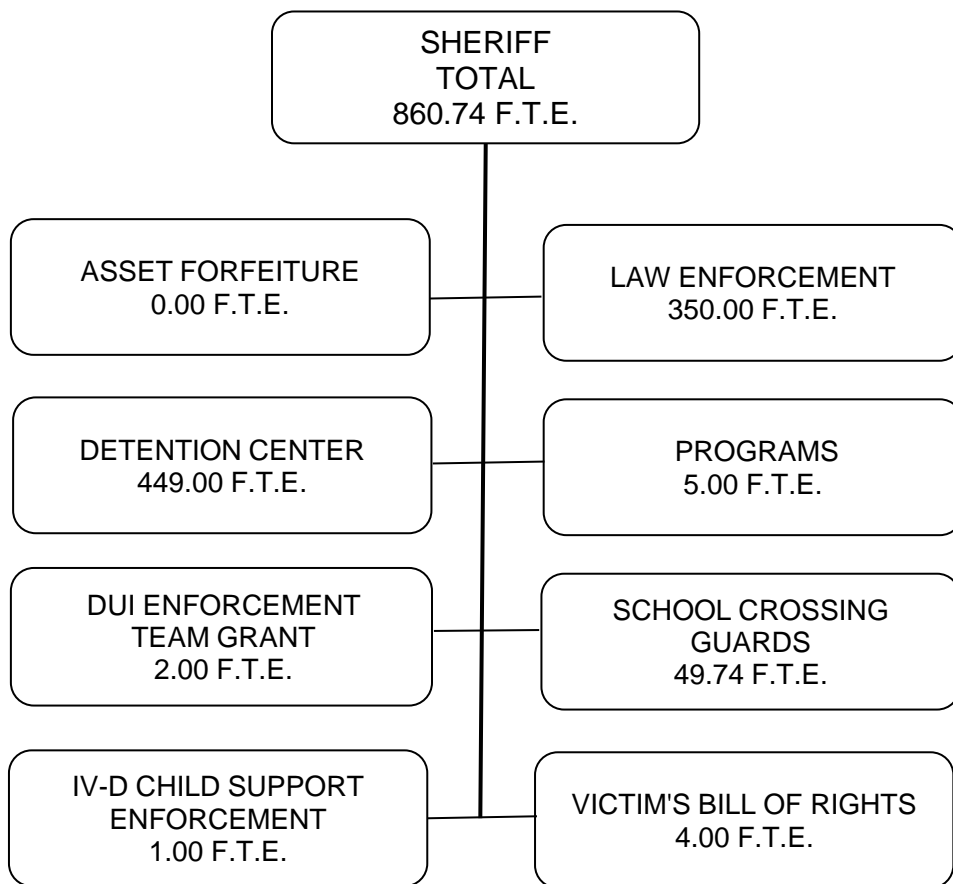 SHERIFF
TOTAL
860.74 F.T.E.
ASSET FORFEITURE
0.00 F.T.E.
LAW ENFORCEMENT
350.00 F.T.E.
DETENTION CENTER
449.00 F.T.E.
PROGRAMS
5.00 F.T.E.
DUI ENFORCEMENT
TEAM GRANT
2.00 F.T.E.
SCHOOL CROSSING
GUARDS
49.74 F.T.E.
IV-D CHILD SUPPORT
ENFORCEMENT
1.00 F.T.E.
VICTIM'S BILL OF RIGHTS
4.00 F.T.E.